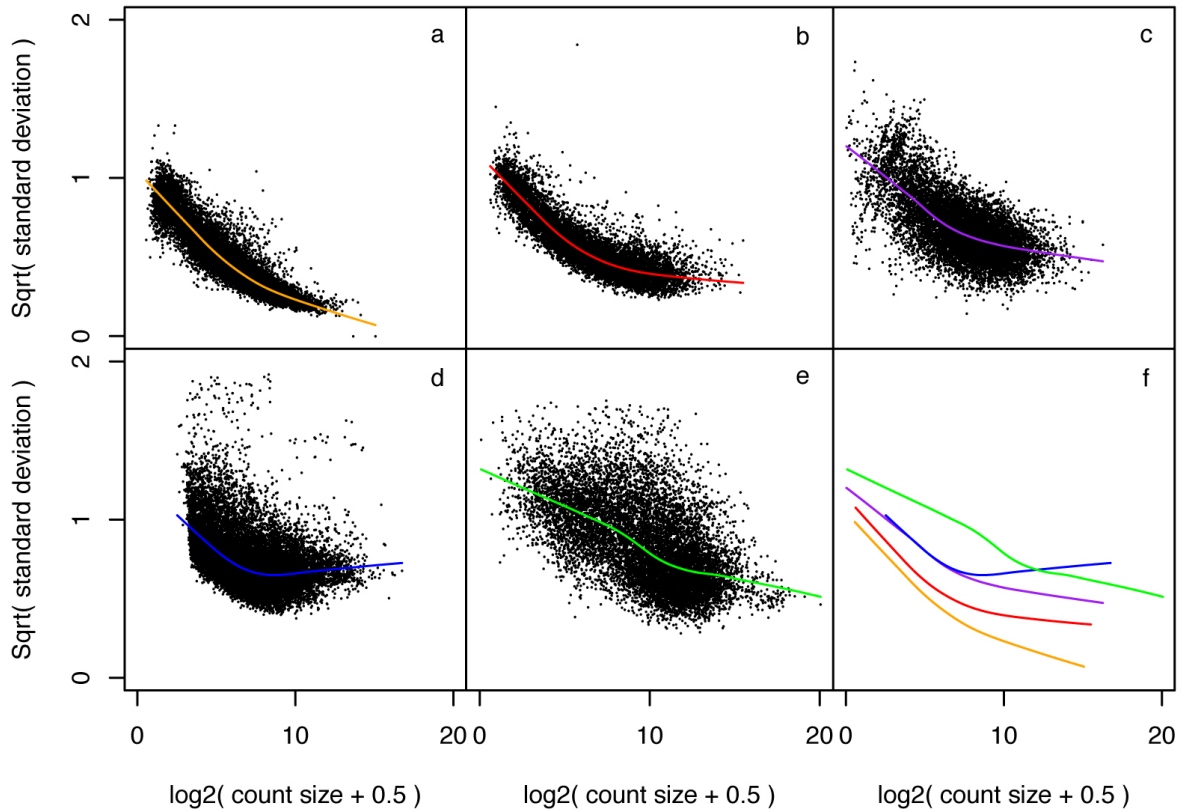 2
a
b
c
1
0
Sqrt( standard deviation )
2
d
e
f
1
0
Sqrt( standard deviation )
0 10 20 0 10 20 0 10 20
log2( count size + 0.5 ) log2( count size + 0.5 ) log2( count size + 0.5 )